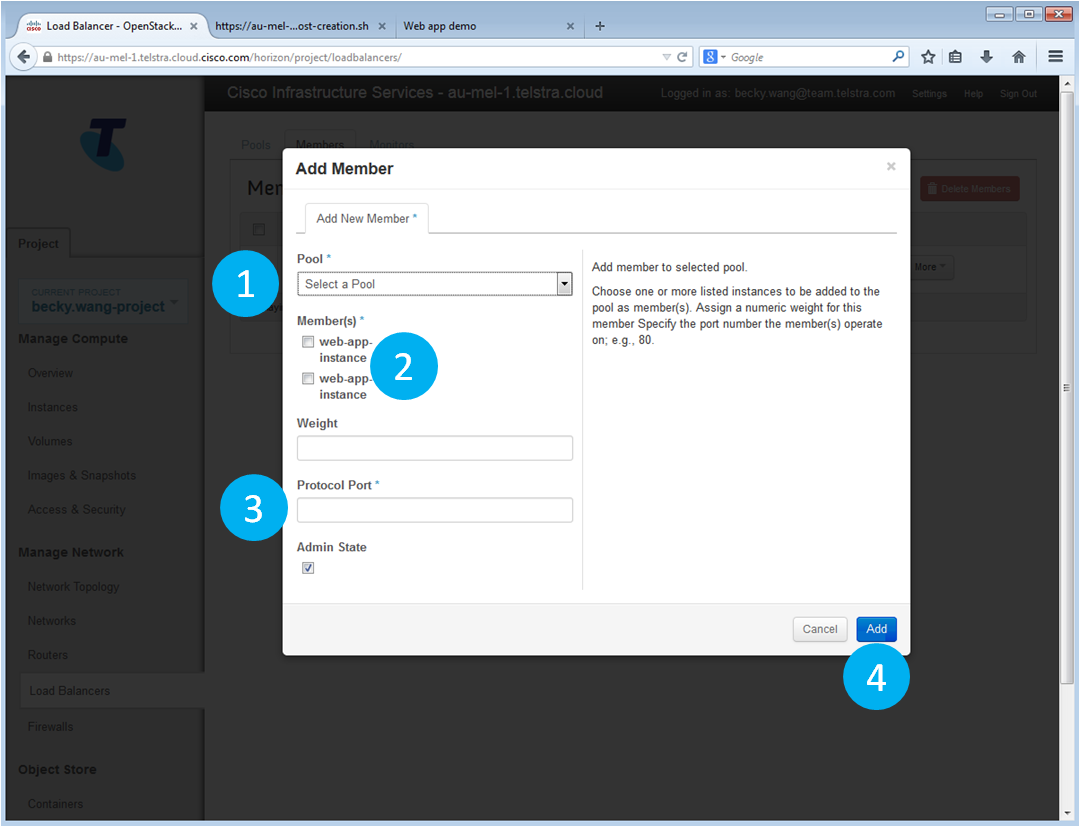 Load Balancer - OpenStack...
https://au-mel-...ost-creation.sh
Web app demo
https://au-mel-1.telstra.cloud.cisco.com/horizon/project/loadbalancers/
Google
Cisco Infrastructure Services - au-mel-1.telstra.cloud
Logged in as: becky.wang@team.telstra.com
Settings
Help
Sign Out
Pools
Members
Monitors
Delete Members
More
Project
CURRENT PROJECT
becky.wang-project
Manage Compute
Overview
Instances
Volumes
Images & Snapshots
Access & Security
Manage Network
Network Topology
Networks
Routers
Load Balancers
Firewalls
Object Store
Containers
Add Member
Add New Member *
1
Pool *
Select a Pool
Member(s) *
web-app-
instance
2
web-app-
instance
Weight
3
Protocol Port *
Admin State
Add member to selected pool.
Choose one or more listed instances to be added to the
pool as member(s). Assign a numeric weight for this
member Specify the port number the member(s) operate
on; e.g., 80.
Cancel
Add
4